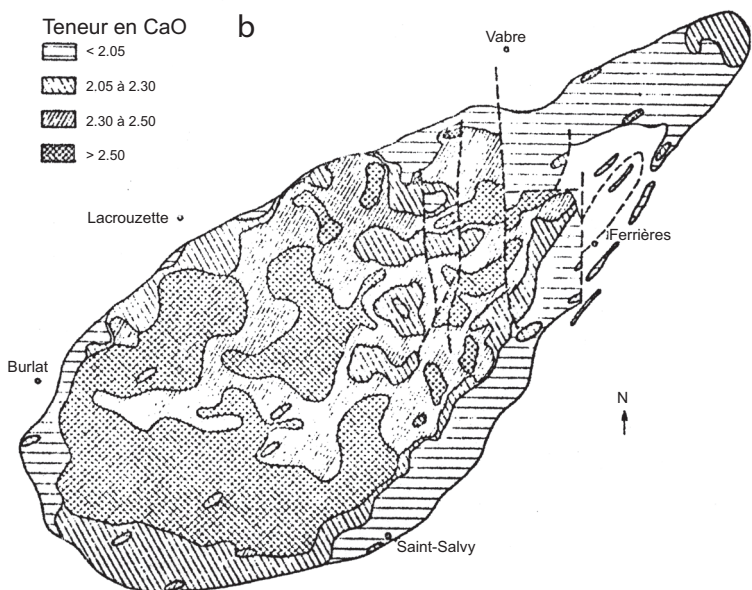 b
Teneur en CaO
< 2.05
2.05 à 2.30
2.30 à 2.50
> 2.50
Vabre
Lacrouzette
Ferrières
Burlat
N
Saint-Salvy